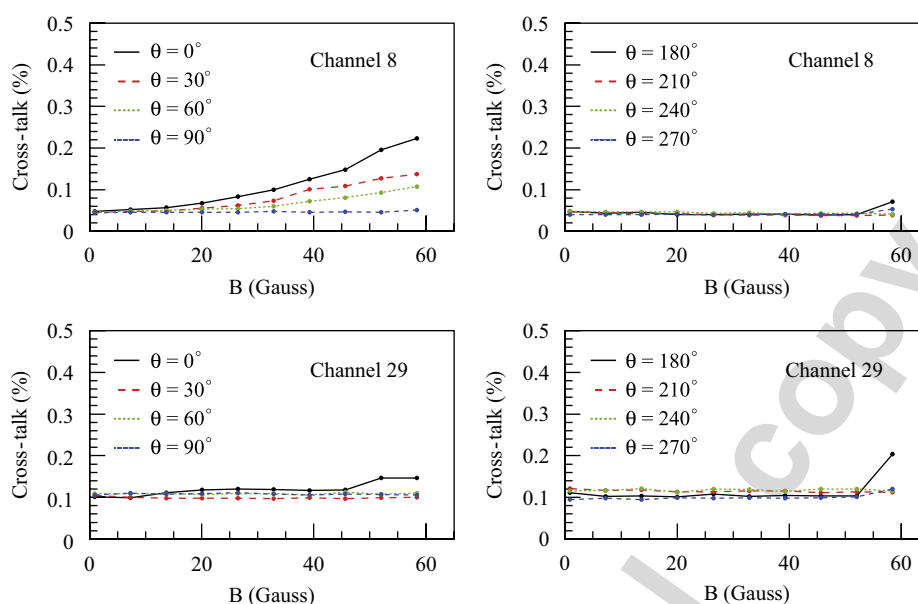 0.5
0.4
0.3
0.2
0.1
0
Cross-talk (%)
θ = 0°
θ = 30°
θ = 60°
θ = 90°
Channel 8
0 20 40 60
B (Gauss)
0.5
0.4
0.3
0.2
0.1
0
Cross-talk (%)
θ = 180°
θ = 210°
θ = 240°
θ = 270°
Channel 8
0 20 40 60
B (Gauss)
0.5
0.4
0.3
0.2
0.1
0
Cross-talk (%)
θ = 0°
θ = 30°
θ = 60°
θ = 90°
Channel 29
0 20 40 60
B (Gauss)
0.5
0.4
0.3
0.2
0.1
0
Cross-talk (%)
θ = 180°
θ = 210°
θ = 240°
θ = 270°
Channel 29
0 20 40 60
B (Gauss)
copy